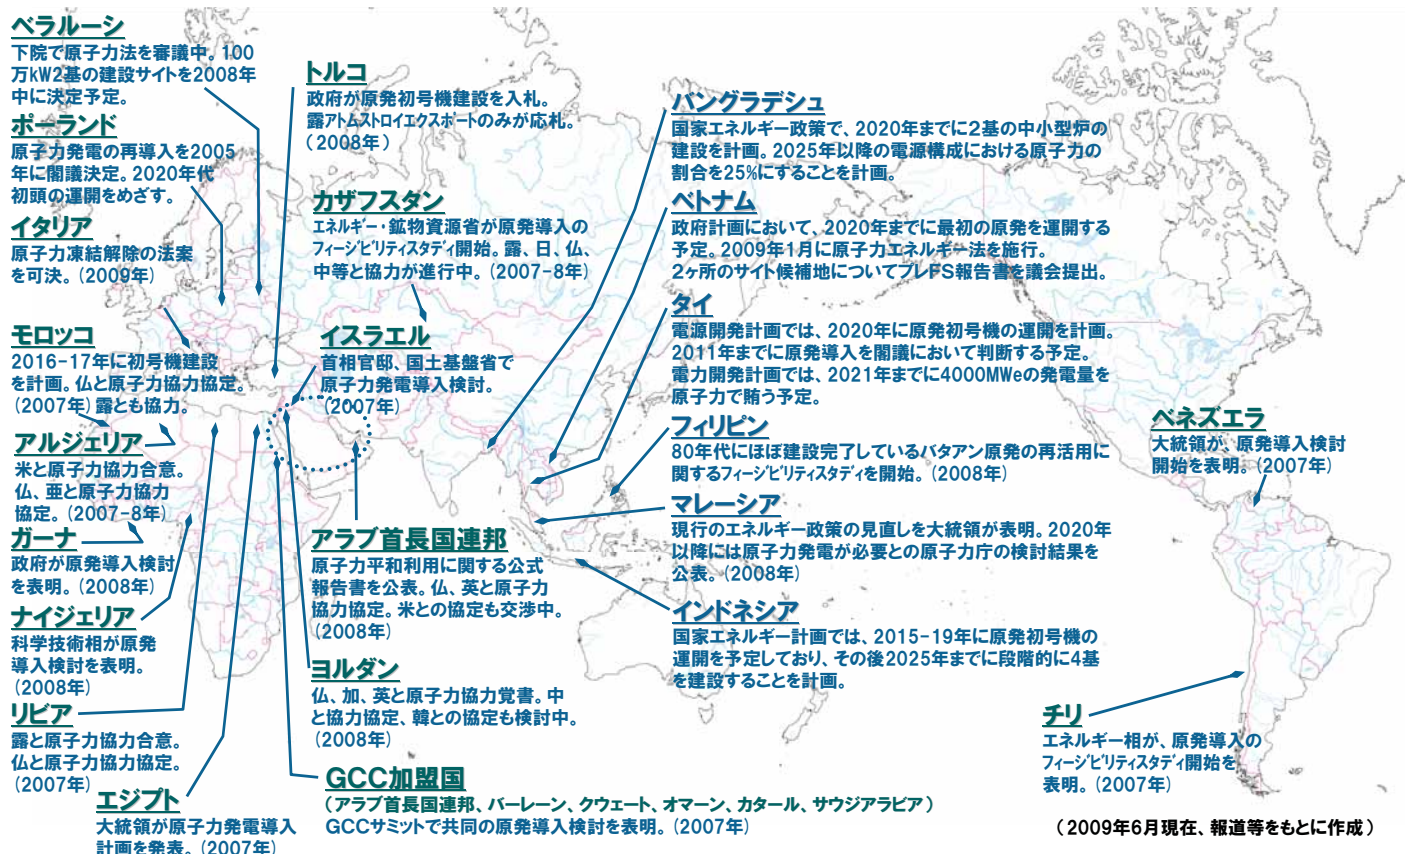 ベラルーシ
下院で原子力法を審議中。100
万kW2基の建設サイトを2008年
中に決定予定。
ポーランド
原子力発電の再導入を2005
年に閣議決定。2020年代
初頭の運開をめざす。
イタリア
原子力凍結解除の法案
を可決。(2009年)
モロッコ
2016-17年に初号機建設
を計画。仏と原子力協力協定。
(2007年)露とも協力。
アルジェリア
米と原子力協力合意。
仏、亜と原子力協力
協定。(2007-8年)
ガーナ
政府が原発導入検討
を表明。(2008年)
ナイジェリア
科学技術相が原発
導入検討を表明。
(2008年)
リビア
露と原子力協力合意。
仏と原子力協力協定。
(2007年)
エジプト
大統領が原子力発電導入
計画を発表。(2007年)
トルコ
政府が原発初号機建設を入札。
露アトムストロイエクスポートのみが応札。
(2008年)
カザフスタン
エネルギー・鉱物資源省が原発導入の
フィージビリティスタディ開始。露、日、仏、
中等と協力が進行中。(2007-8年)
イスラエル
首相官邸、国土基盤省で
原子力発電導入検討。
(2007年)
アラブ首長国連邦
原子力平和利用に関する公式
報告書を公表。仏、英と原子力
協力協定。米との協定も交渉中。
(2008年)
ヨルダン
仏、加、英と原子力協力覚書。中
と協力協定、韓との協定も検討中。
(2008年)
GCC加盟国
(アラブ首長国連邦、バーレーン、クウェート、オマーン、カタール、サウジアラビア)
GCCサミットで共同の原発導入検討を表明。(2007年)
バングラデシュ
国家エネルギー政策で、2020年までに2基の中小型炉の
建設を計画。2025年以降の電源構成における原子力の
割合を25%にすることを計画。
ベトナム
政府計画において、2020年までに最初の原発を運開する
予定。2009年1月に原子力エネルギー法を施行。
2ヶ所のサイト候補地についてプレFS報告書を議会提出。
タイ
電源開発計画では、2020年に原発初号機の運開を計画。
2011年までに原発導入を閣議において判断する予定。
電力開発計画では、2021年までに4000MWeの発電量を
原子力で賄う予定。
フィリピン
80年代にほぼ建設完了しているバタアン原発の再活用に
関するフィージビリティスタディを開始。(2008年)
マレーシア
現行のエネルギー政策の見直しを大統領が表明。2020年
以降には原子力発電が必要との原子力庁の検討結果を
公表。(2008年)
インドネシア
国家エネルギー計画では、2015-19年に原発初号機の
運開を予定しており、その後2025年までに段階的に4基
を建設することを計画。
ベネズエラ
大統領が、原発導入検討
開始を表明。(2007年)
チリ
エネルギー相が、原発導入の
フィージビリティスタディ開始を
表明。(2007年)
(2009年6月現在、報道等をもとに作成)